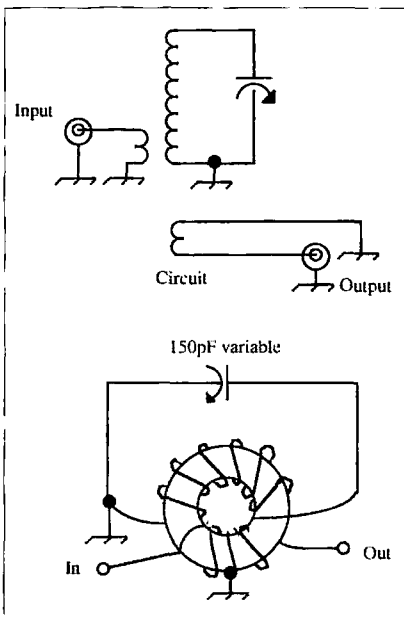 Input
Circuit
Output
150pF variable
In
Out